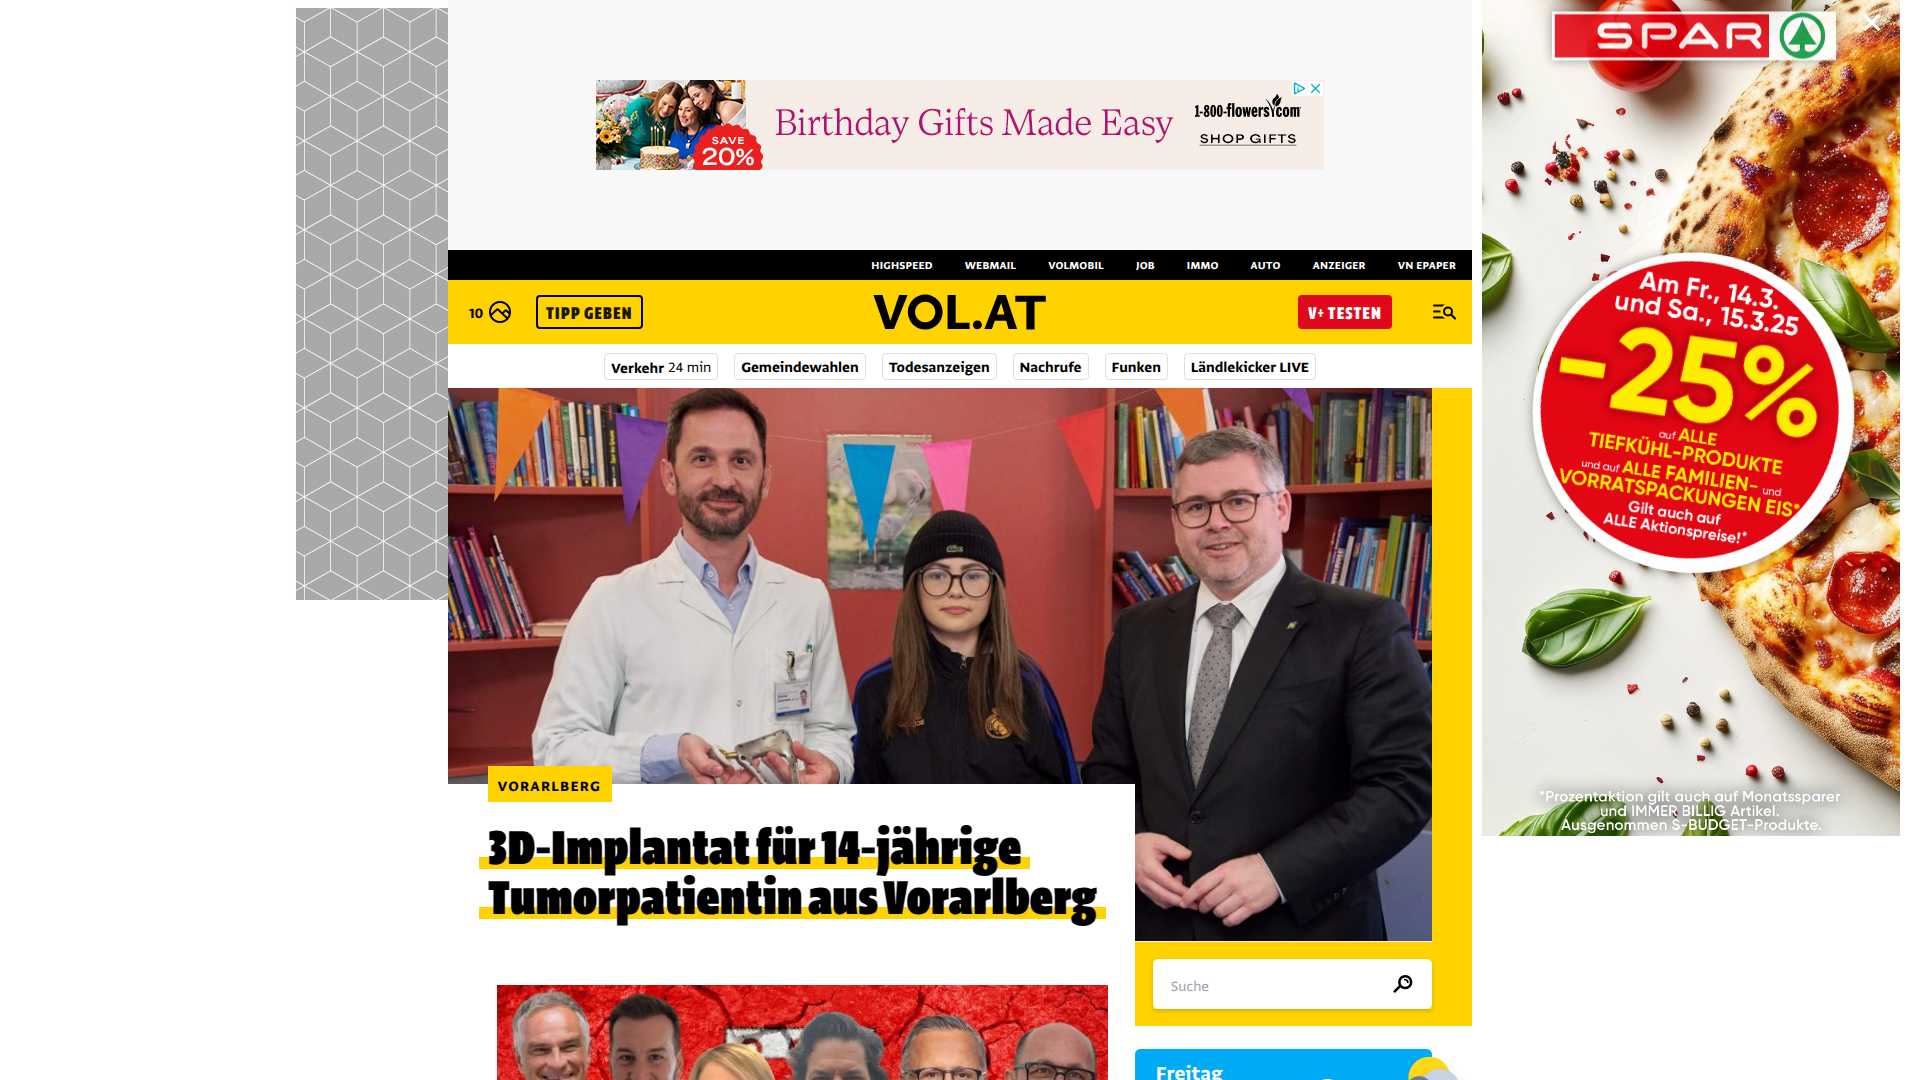 SPAR
SAVE
20%
Birthday Gifts Made Easy
1-800-flowers.com
SHOP GIFTS
HIGHSPEED WEBMAIL VOLMOBIL JOB IMMO AUTO ANZEIGER VN EPAPER
10
TIPP GEBEN
VOL.AT
V+ TESTEN
Verkehr 24 min
Gemeindewahlen
Todesanzeigen
Nachrufe
Funken
Ländlekicker LIVE
Am Fr., 14.3.
und Sa., 15.3.25
-25%
auf ALLE
TIEFKÜHL-PRODUKTE
und auf ALLE FAMILIEN- und
VORRATSPACKUNGEN EIS*
Gilt auch auf
ALLE Aktionspreise!*
*Prozentaktion gilt auch auf Monatssparer
und IMMER BILLIG Artikel.
Ausgenommen S-BUDGET-Produkte.
VORARLBERG
3D-Implantat für 14-jährige
Tumorpatientin aus Vorarlberg
Suche
Freitag